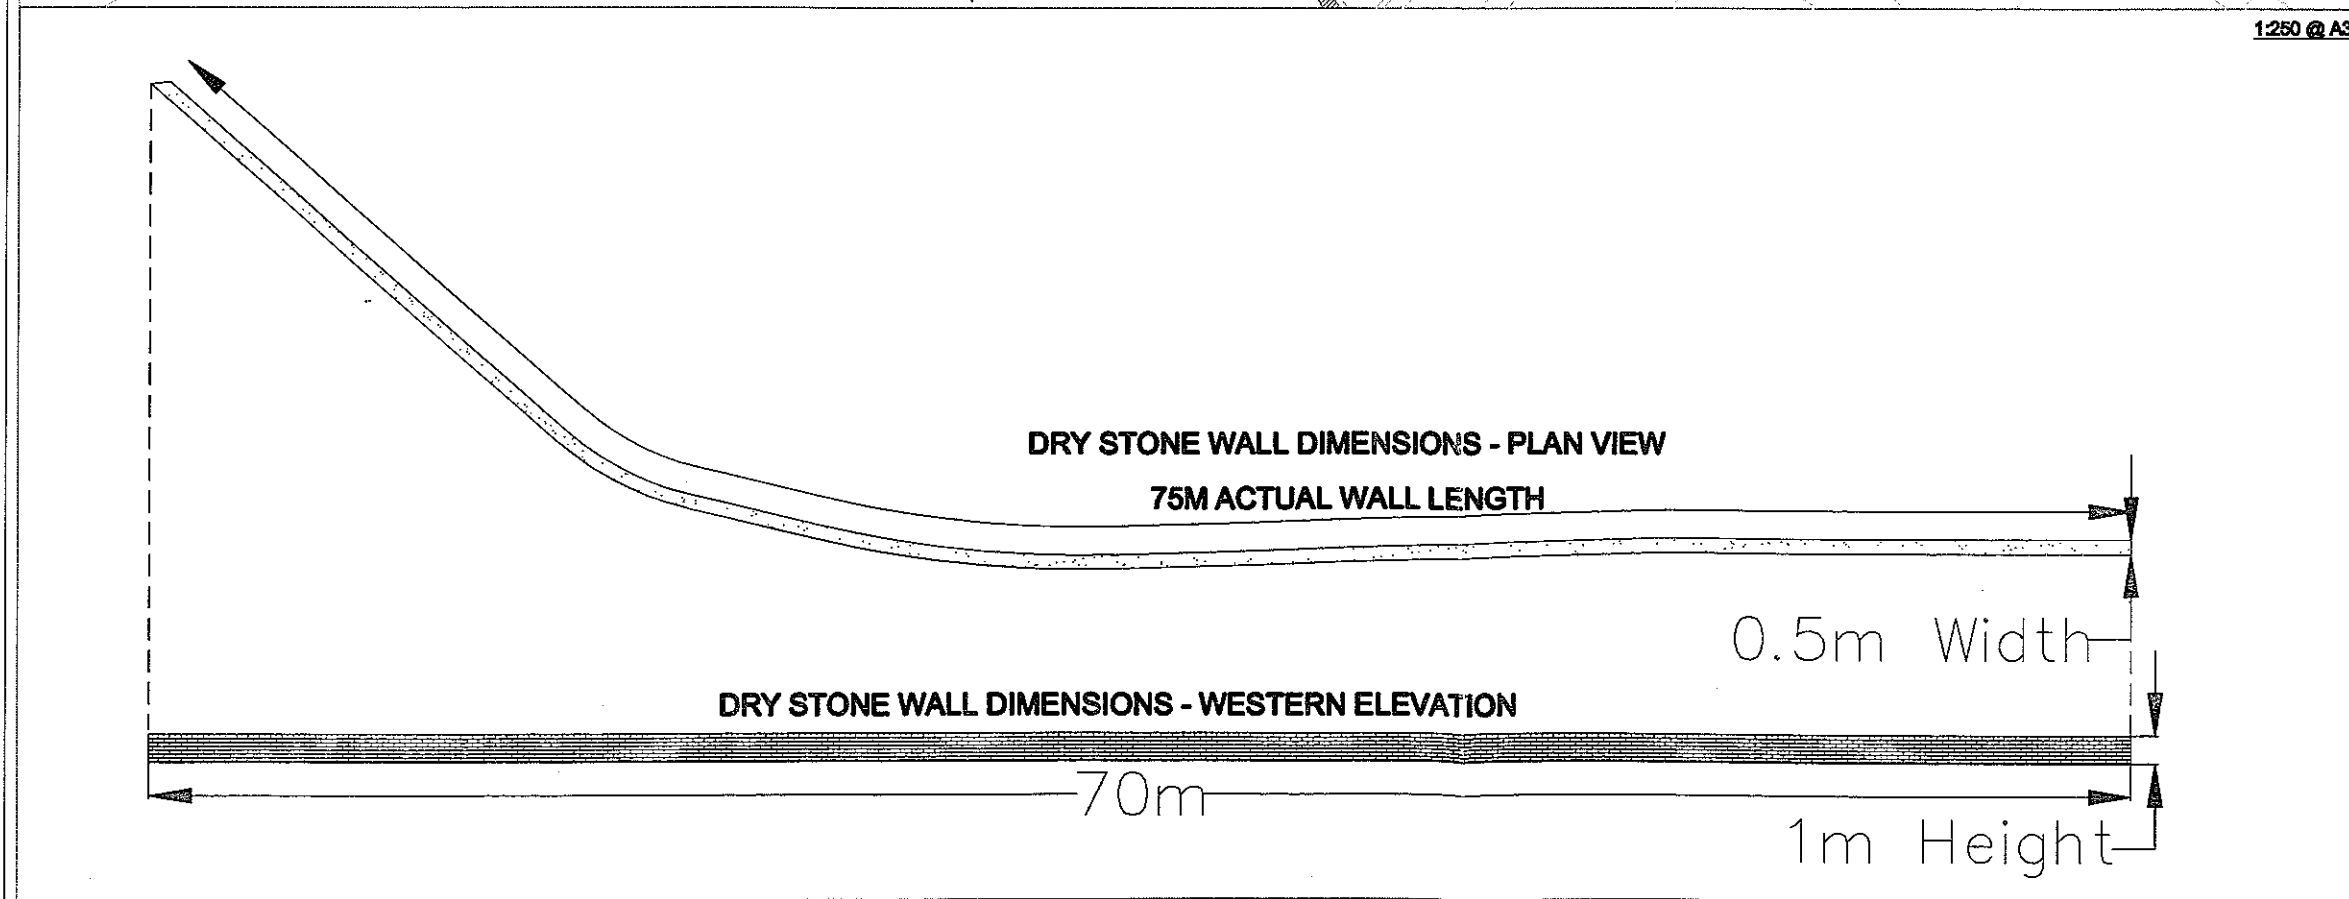 1:250 @ A3
DRY STONE WALL DIMENSIONS - PLAN VIEW
75M ACTUAL WALL LENGTH
0.5m Width
DRY STONE WALL DIMENSIONS - WESTERN ELEVATION
70m
1m Height